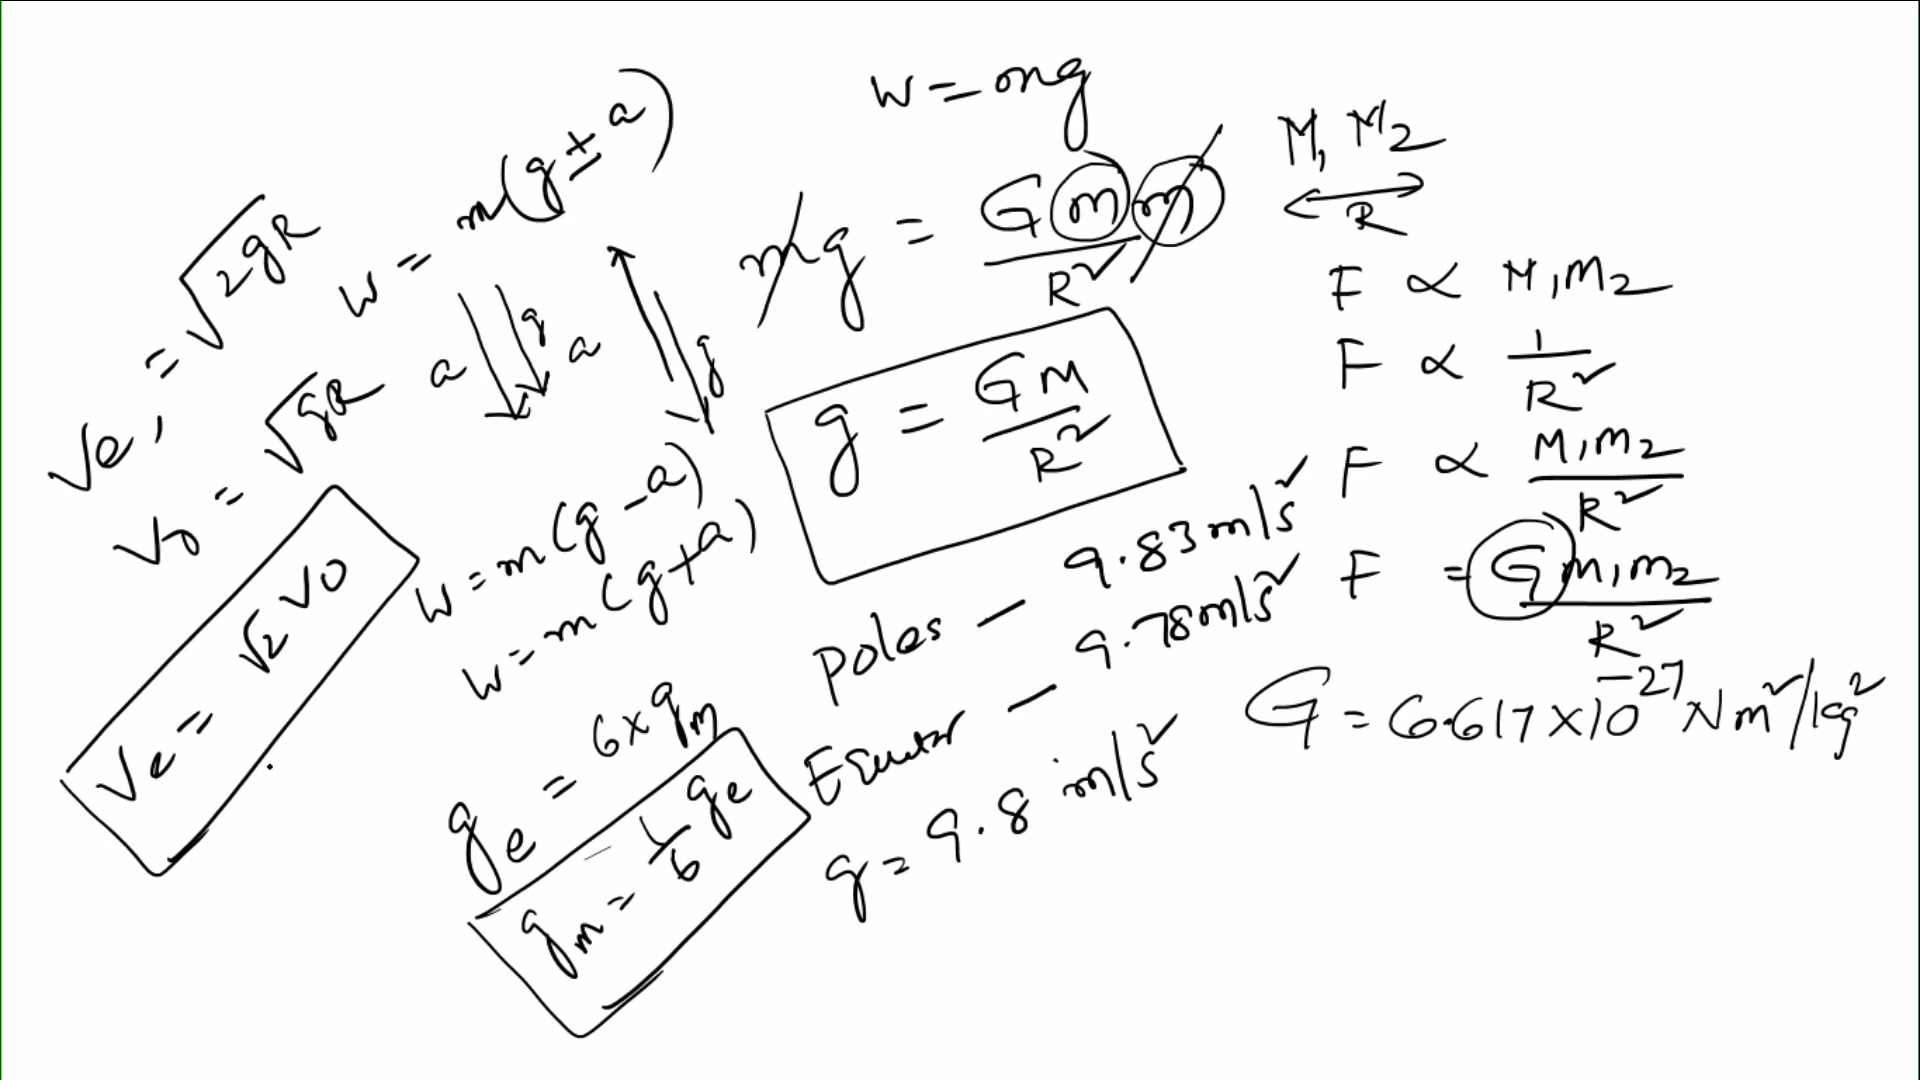 W = mg
M₁ M₂
R
mg = Gmm / R²
F ∝ M₁M₂
F ∝ 1 / R²
F ∝ M₁M₂ / R²
F = G m₁m₂ / R²
G = 6.617 × 10⁻²⁷ Nm²/kg²
g = GM / R²
Poles — 9.83 m/s²
Equator — 9.78 m/s²
g = 9.8 m/s²
gₑ = 6 × gₘ
gₘ = 1/6 gₑ
W = m(g ± a)
a g
a g
W = m(g - a)
W = m(g + a)
Ve = √2gR
V₀ = √gR
Ve = √2 V₀